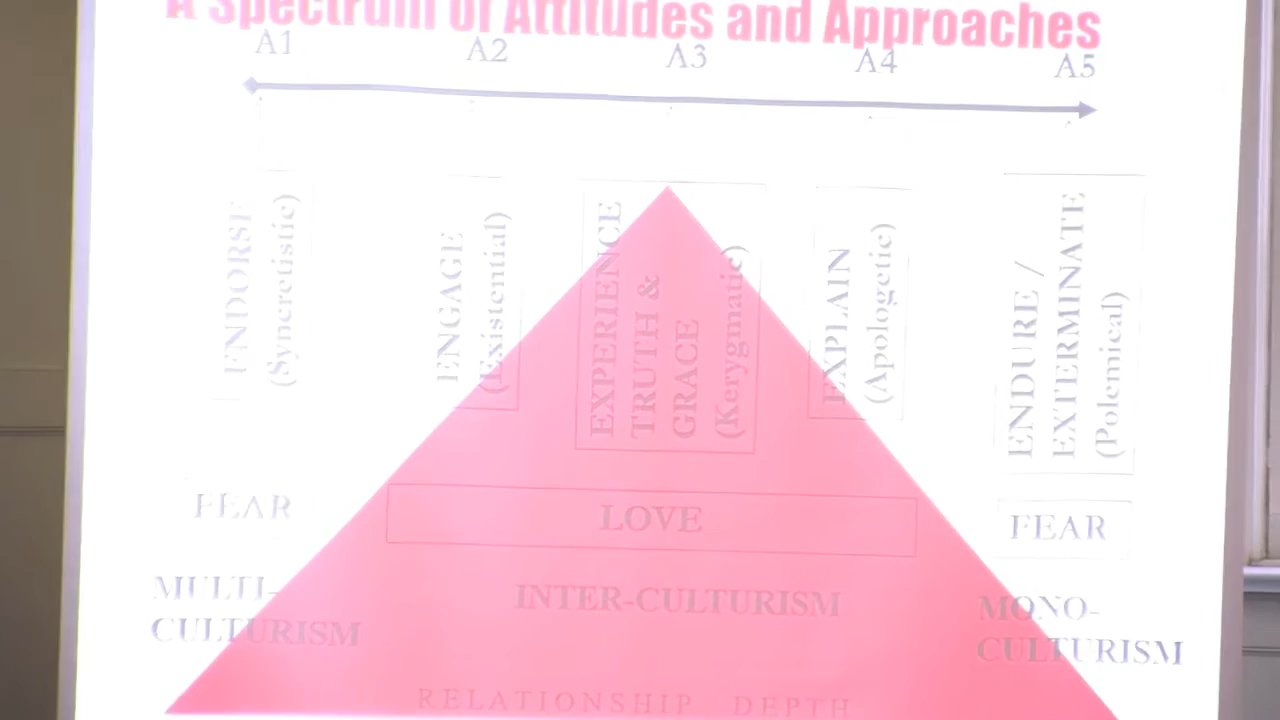 A Spectrum of Attitudes and Approaches
A1 A2 A3 A4 A5
ENDORSE
(Syncretistic)
ENGAGE
(Existential)
EXPERIENCE
TRUTH &
GRACE
(Kerygmatic)
EXPLAIN
(Apologetic)
ENDURE /
EXTERMINATE
(Polemical)
FEAR
LOVE
FEAR
MULTI-
CULTURISM
INTER-CULTURISM
MONO-
CULTURISM
RELATIONSHIP DEPTH